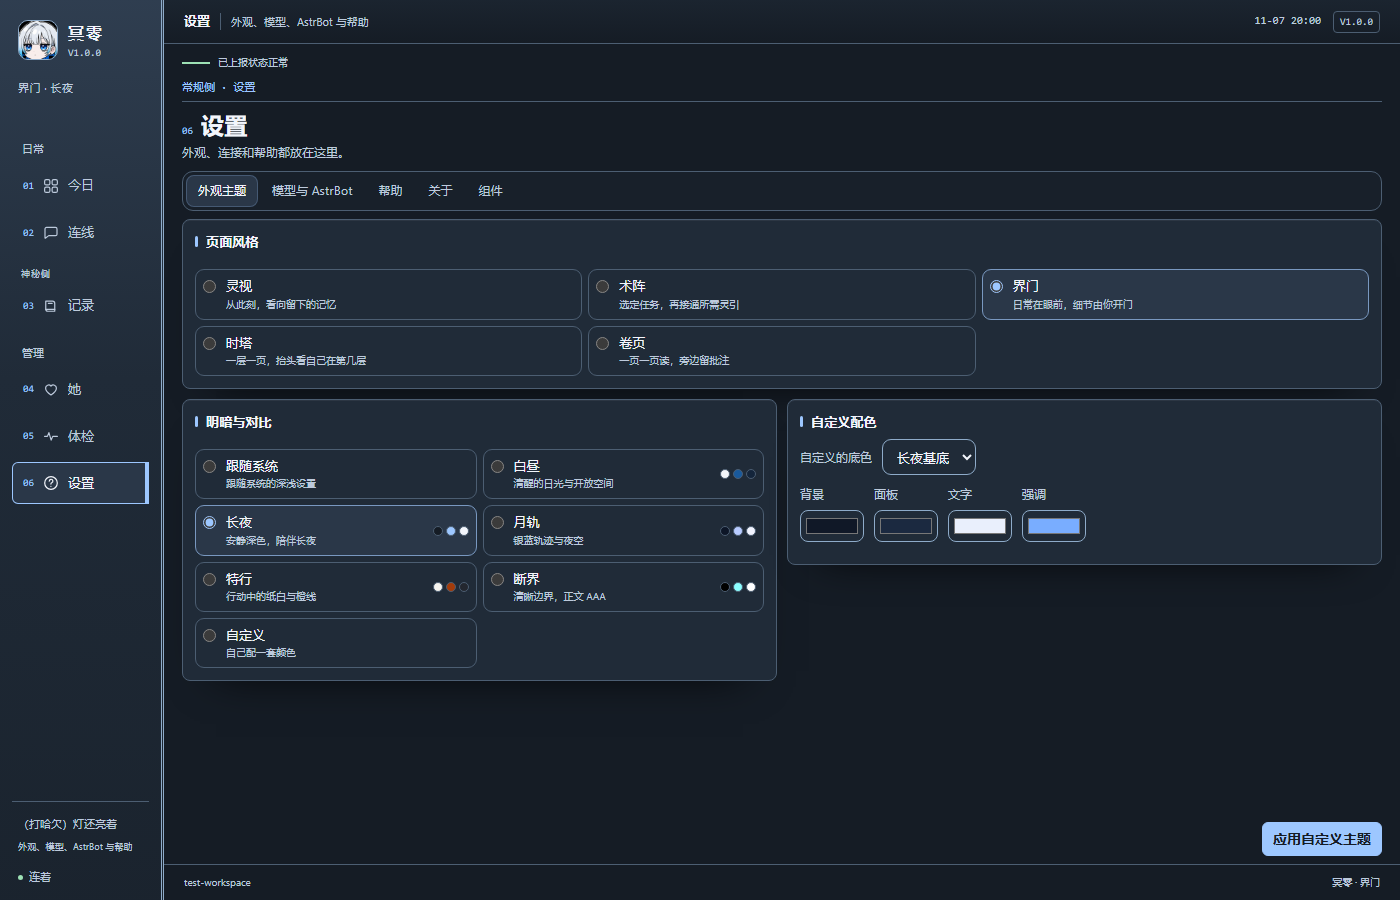 冥零
V1.0.0
界门 · 长夜
日常
01 今日
02 连线
神秘侧
03 记录
管理
04 她
05 体检
06 设置
(打哈欠) 灯还亮着
外观、模型、AstrBot 与帮助
连着
设置 外观、模型、AstrBot 与帮助
11-07 20:00 V1.0.0
已上报状态正常
常规侧 · 设置
06 设置
外观、连接和帮助都放在这里。
外观主题 模型与 AstrBot 帮助 关于 组件
页面风格
灵视
从此刻，看向留下的记忆
术阵
选定任务，再接通所需灵引
界门
日常在眼前，细节由你开门
时塔
一层一页，抬头看自己在第几层
卷页
一页一页读，旁边留批注
明暗与对比
跟随系统
跟随系统的深浅设置
白昼
清醒的日光与开放空间
长夜
安静深色，陪伴长夜
月轨
银蓝轨迹与夜空
特行
行动中的纸白与橙线
断界
清晰边界，正文 AAA
自定义
自己配一套颜色
自定义配色
自定义的底色 长夜基底
背景 面板 文字 强调
应用自定义主题
test-workspace
冥零 · 界门